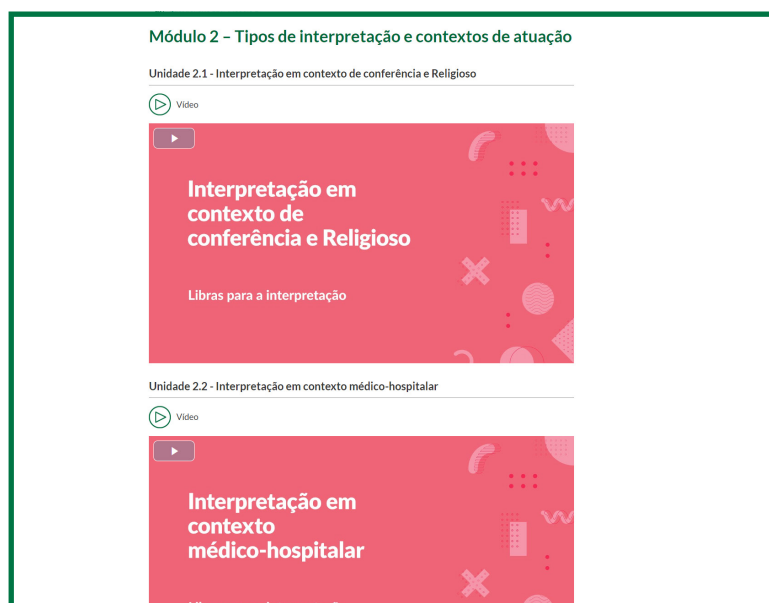 Módulo 2 – Tipos de interpretação e contextos de atuação
Unidade 2.1 - Interpretação em contexto de conferência e Religioso
Vídeo
Interpretação em
contexto de
conferência e Religioso
Libras para a interpretação
Unidade 2.2 - Interpretação em contexto médico-hospitalar
Vídeo
Interpretação em
contexto
médico-hospitalar